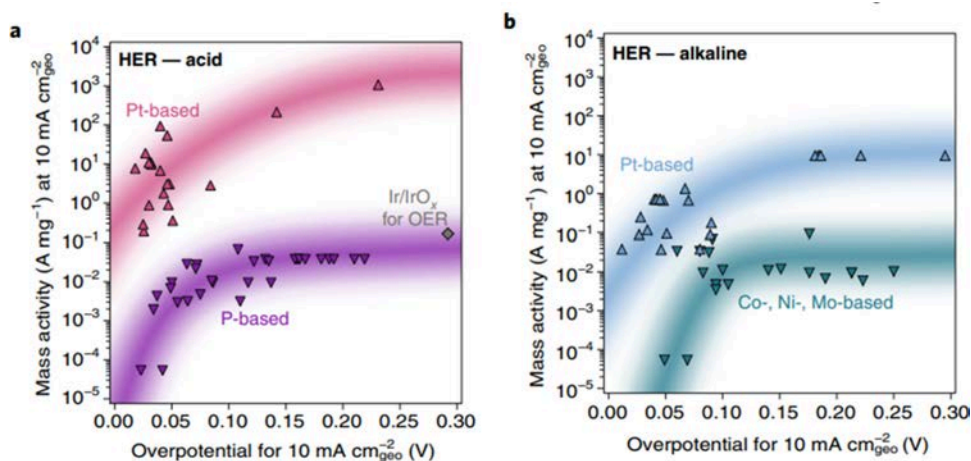 a
HER — acid
Mass activity (A mg⁻¹) at 10 mA cm⁻²geo
10⁴
10³
10²
10¹
10⁰
10⁻¹
10⁻²
10⁻³
10⁻⁴
10⁻⁵
Pt-based
Ir/IrOₓ
for OER
P-based
0.00 0.05 0.10 0.15 0.20 0.25 0.30
Overpotential for 10 mA cm⁻²geo (V)
b
HER — alkaline
Mass activity (A mg⁻¹) at 10 mA cm⁻²geo
10⁴
10³
10²
10¹
10⁰
10⁻¹
10⁻²
10⁻³
10⁻⁴
10⁻⁵
Pt-based
Co-, Ni-, Mo-based
0.00 0.05 0.10 0.15 0.20 0.25 0.30
Overpotential for 10 mA cm⁻²geo (V)